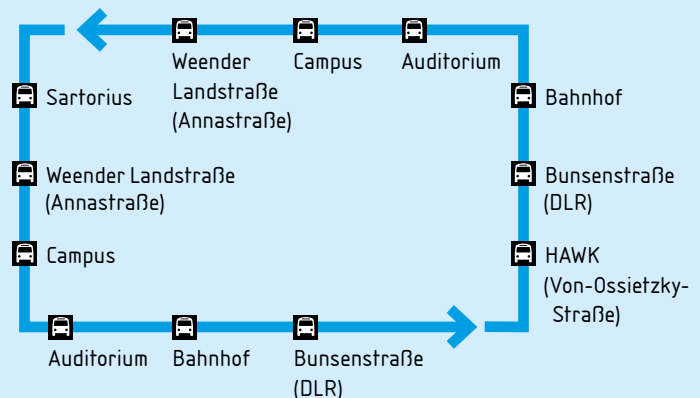 Weender
Landstraße
(Annastraße)
Campus
Auditorium
Sartorius
Bahnhof
Weender Landstraße
(Annastraße)
Bunsenstraße
(DLR)
Campus
HAWK
(Von-Ossietzky-
Straße)
Auditorium
Bahnhof
Bunsenstraße
(DLR)